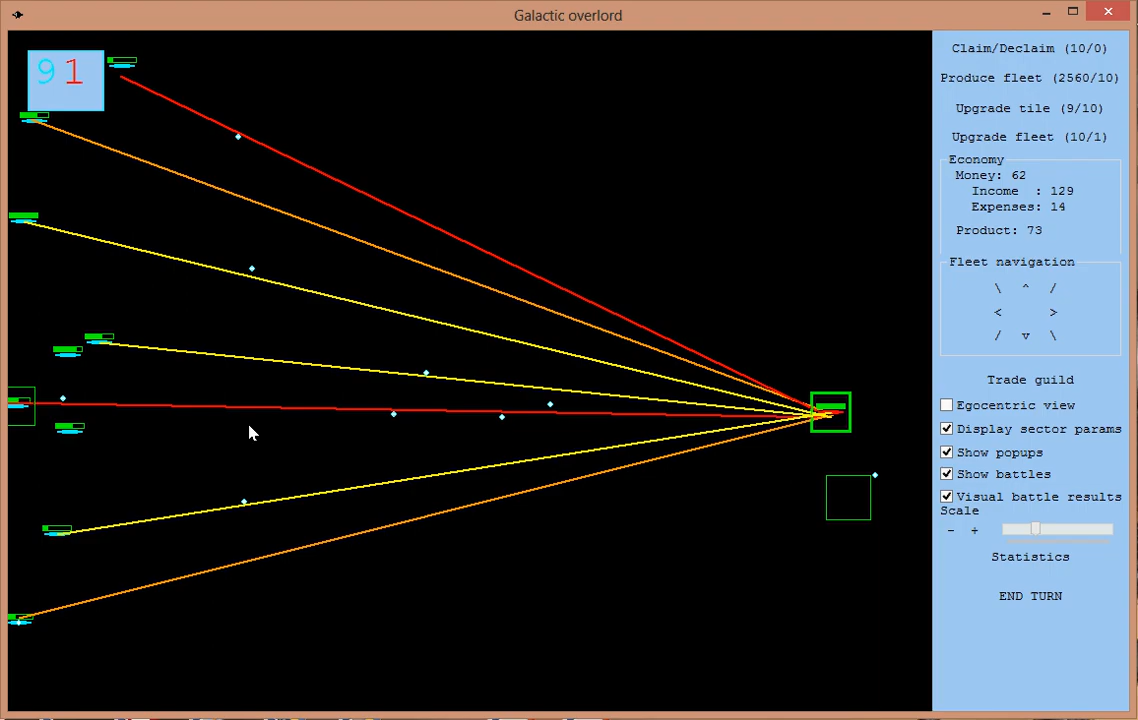 Galactic overlord
91
Claim/Declaim (10/0)
Produce fleet (2560/10)
Upgrade tile (9/10)
Upgrade fleet (10/1)
Economy
Money: 62
Income : 129
Expenses: 14
Product: 73
Fleet navigation
\ ^ /
< >
/ v \
Trade guild
Egocentric view
Display sector params
Show popups
Show battles
Visual battle results
Scale
- +
Statistics
END TURN